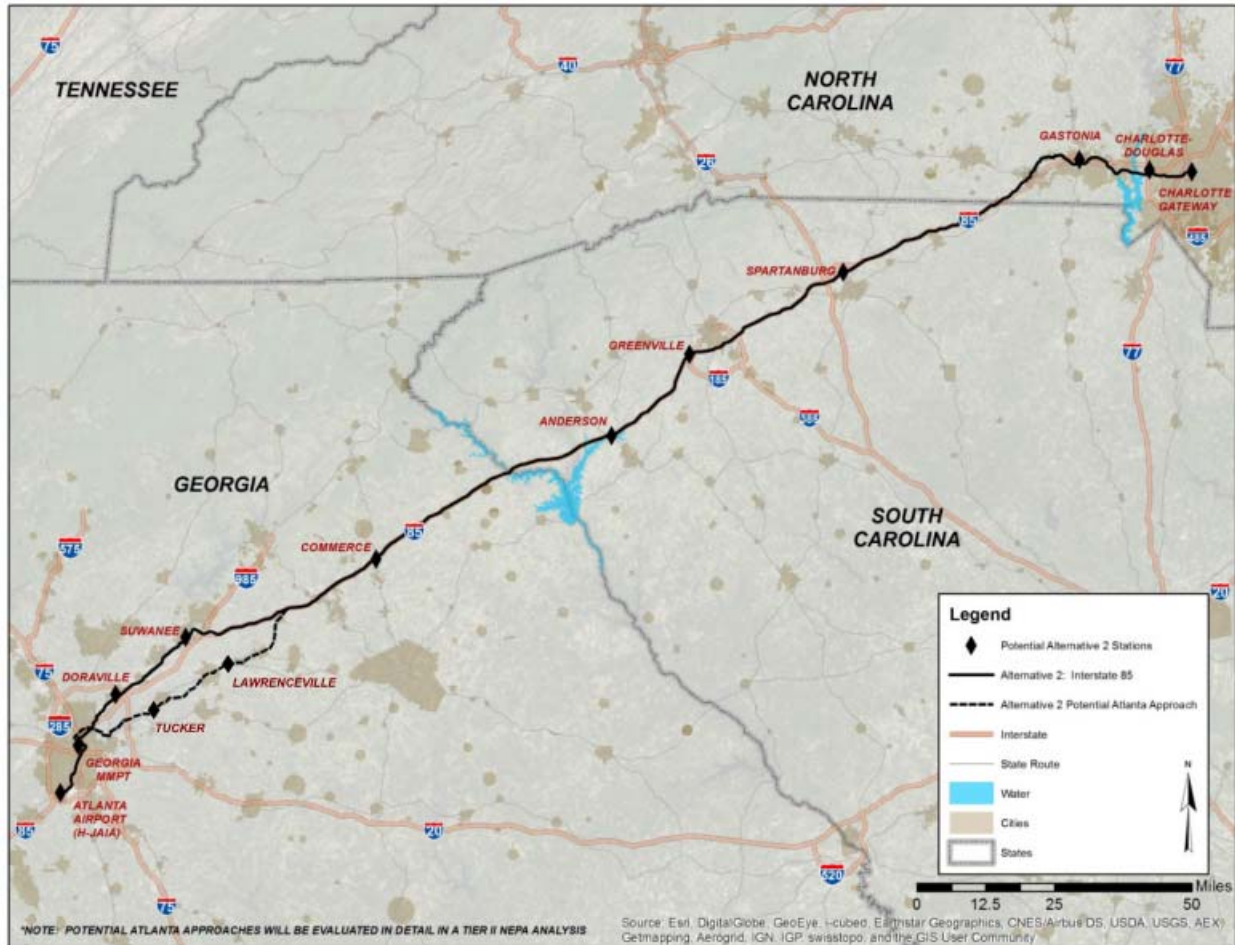 75
TENNESSEE
40
NORTH
CAROLINA
77
GASTONIA
CHARLOTTE-
DOUGLAS
26
CHARLOTTE
GATEWAY
85
485
SPARTANBURG
GREENVILLE
185
77
385
ANDERSON
GEORGIA
SOUTH
CAROLINA
COMMERCE
85
575
985
20
SUWANEE
75
DORAVILLE
LAWRENCEVILLE
285
TUCKER
GEORGIA
MMPT
ATLANTA
AIRPORT
(H-JAIA)
85
20
520
75
Legend
Potential Alternative 2 Stations
Alternative 2: Interstate 85
Alternative 2 Potential Atlanta Approach
Interstate
State Route
Water
Cities
States
N
Miles
0 12.5 25 50
*NOTE: POTENTIAL ATLANTA APPROACHES WILL BE EVALUATED IN DETAIL IN A TIER II NEPA ANALYSIS
Source: Esri, DigitalGlobe, GeoEye, i-cubed, Earthstar Geographics, CNES/Airbus DS, USDA, USGS, AEX,
Getmapping, Aerogrid, IGN, IGP, swisstopo, and the GIS User Community